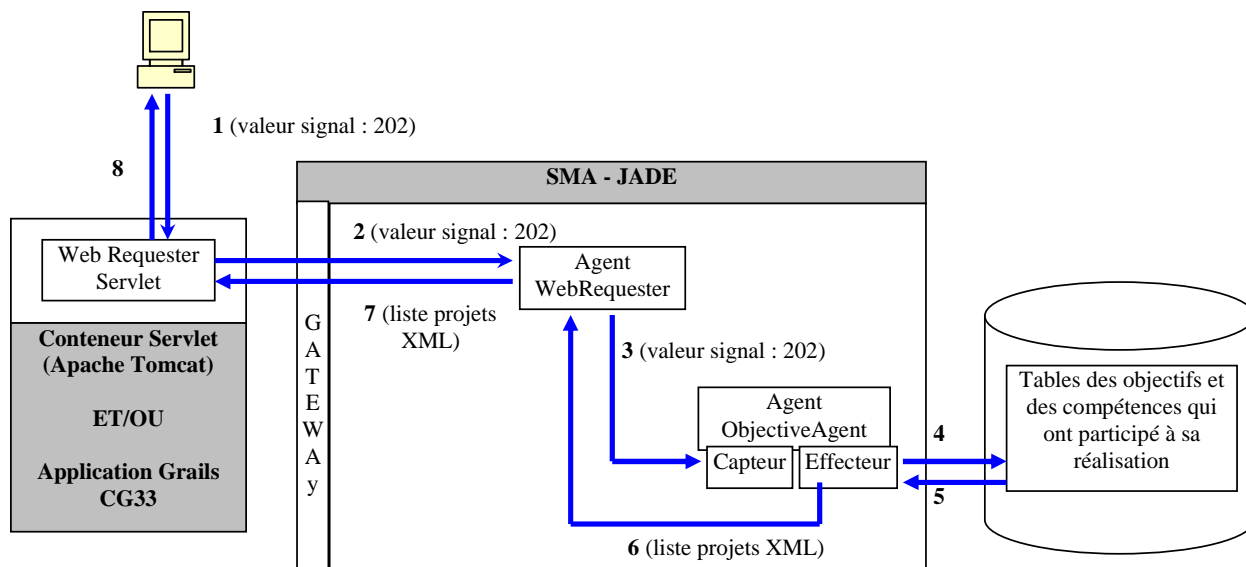 1 (valeur signal : 202)
8
SMA - JADE
Web Requester
Servlet
2 (valeur signal : 202)
Agent
WebRequester
7 (liste projets
XML)
Conteneur Servlet
(Apache Tomcat)
ET/OU
Application Grails
CG33
G
A
T
E
W
A
y
3 (valeur signal : 202)
Agent
ObjectiveAgent
Capteur
Effecteur
4
5
Tables des objectifs et
des compétences qui
ont participé à sa
réalisation
6 (liste projets XML)